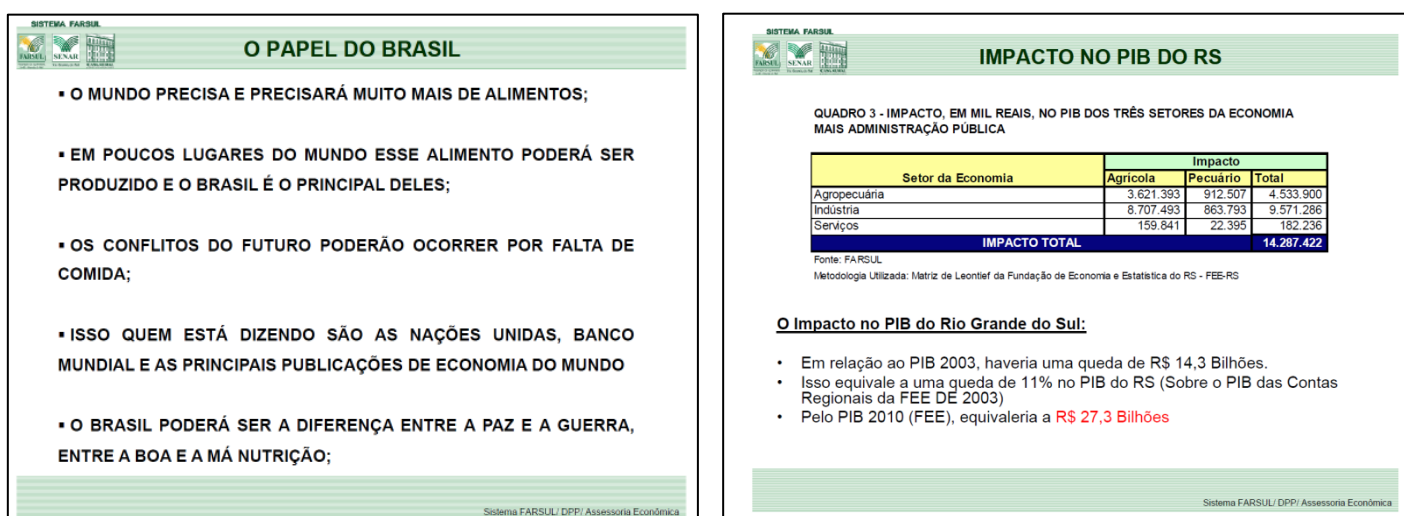 SISTEMA FARSUL
FARSUL SENAR
O PAPEL DO BRASIL
▪ O MUNDO PRECISA E PRECISARÁ MUITO MAIS DE ALIMENTOS;
▪ EM POUCOS LUGARES DO MUNDO ESSE ALIMENTO PODERÁ SER
PRODUZIDO E O BRASIL É O PRINCIPAL DELES;
▪ OS CONFLITOS DO FUTURO PODERÃO OCORRER POR FALTA DE
COMIDA;
▪ ISSO QUEM ESTÁ DIZENDO SÃO AS NAÇÕES UNIDAS, BANCO
MUNDIAL E AS PRINCIPAIS PUBLICAÇÕES DE ECONOMIA DO MUNDO
▪ O BRASIL PODERÁ SER A DIFERENÇA ENTRE A PAZ E A GUERRA,
ENTRE A BOA E A MÁ NUTRIÇÃO;
Sistema FARSUL/ DPP/ Assessoria Econômica
SISTEMA FARSUL
FARSUL SENAR
IMPACTO NO PIB DO RS
QUADRO 3 - IMPACTO, EM MIL REAIS, NO PIB DOS TRÊS SETORES DA ECONOMIA
MAIS ADMINISTRAÇÃO PÚBLICA
Impacto
Setor da Economia Agrícola Pecuário Total
Agropecuária 3.621.393 912.507 4.533.900
Indústria 8.707.493 863.793 9.571.286
Serviços 159.841 22.395 182.236
IMPACTO TOTAL 14.287.422
Fonte: FARSUL
Metodologia Utilizada: Matriz de Leontief da Fundação de Economia e Estatística do RS - FEE-RS
O Impacto no PIB do Rio Grande do Sul:
• Em relação ao PIB 2003, haveria uma queda de R$ 14,3 Bilhões.
• Isso equivale a uma queda de 11% no PIB do RS (Sobre o PIB das Contas
Regionais da FEE DE 2003)
• Pelo PIB 2010 (FEE), equivaleria a R$ 27,3 Bilhões
Sistema FARSUL/ DPP/ Assessoria Econômica